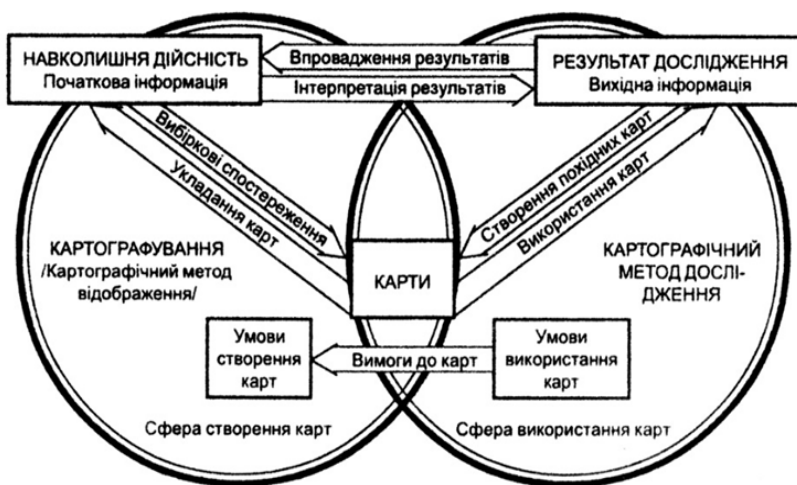 НАВКОЛИШНЯ ДІЙСНІСТЬ
Початкова інформація
Впровадження результатів
Інтерпретація результатів
РЕЗУЛЬТАТ ДОСЛІДЖЕННЯ
Вихідна інформація
Вибіркові спостереження
Укладання карт
Створення похідних карт
Використання карт
КАРТОГРАФУВАННЯ
/Картографічний метод
відображення/
КАРТИ
КАРТОГРАФІЧНИЙ
МЕТОД ДОСЛІ-
ДЖЕННЯ
Умови
створення
карт
Вимоги до карт
Умови
використання
карт
Сфера створення карт
Сфера використання карт